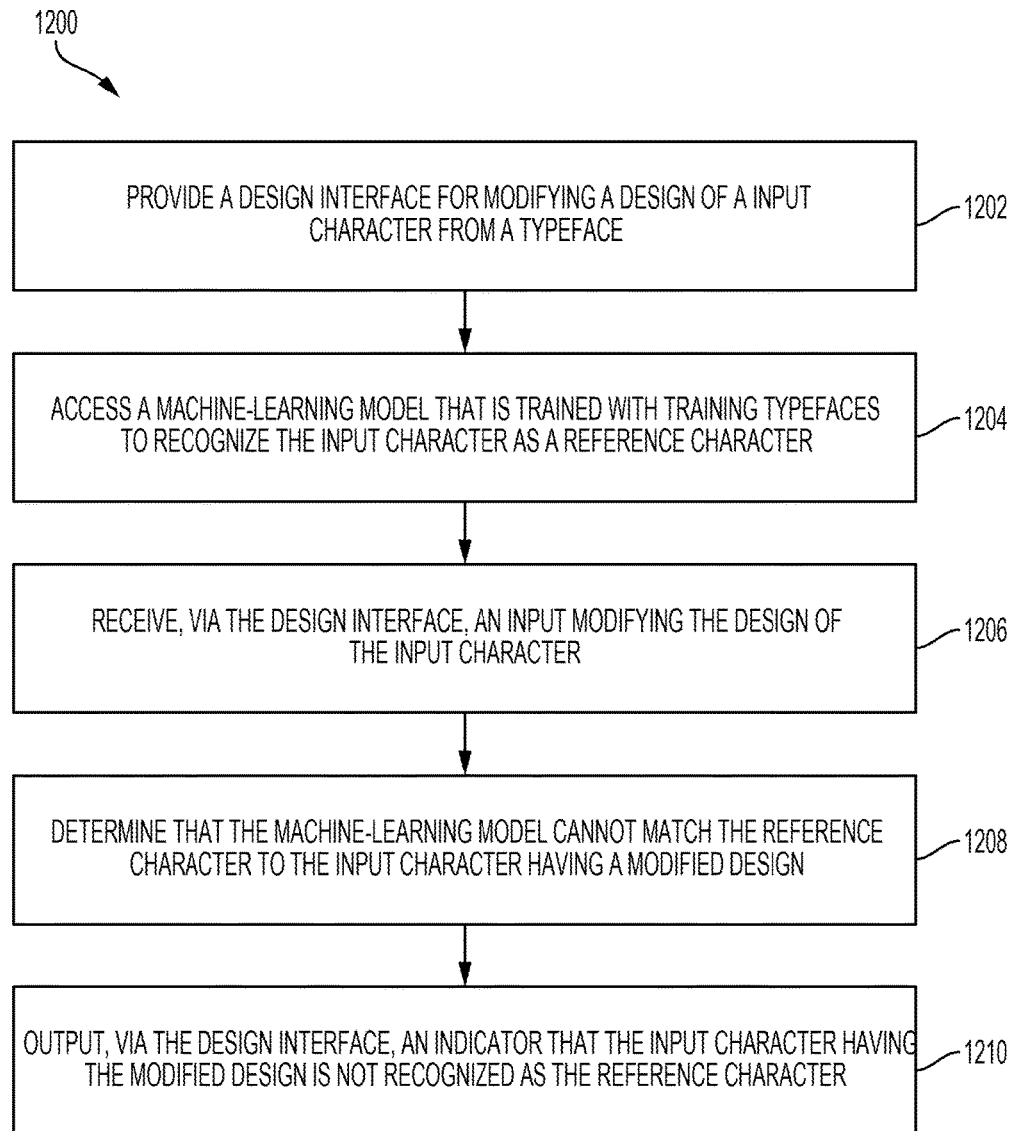 1200
PROVIDE A DESIGN INTERFACE FOR MODIFYING A DESIGN OF A INPUT
CHARACTER FROM A TYPEFACE
1202
ACCESS A MACHINE-LEARNING MODEL THAT IS TRAINED WITH TRAINING TYPEFACES
TO RECOGNIZE THE INPUT CHARACTER AS A REFERENCE CHARACTER
1204
RECEIVE, VIA THE DESIGN INTERFACE, AN INPUT MODIFYING THE DESIGN OF
THE INPUT CHARACTER
1206
DETERMINE THAT THE MACHINE-LEARNING MODEL CANNOT MATCH THE REFERENCE
CHARACTER TO THE INPUT CHARACTER HAVING A MODIFIED DESIGN
1208
OUTPUT, VIA THE DESIGN INTERFACE, AN INDICATOR THAT THE INPUT CHARACTER HAVING
THE MODIFIED DESIGN IS NOT RECOGNIZED AS THE REFERENCE CHARACTER
1210